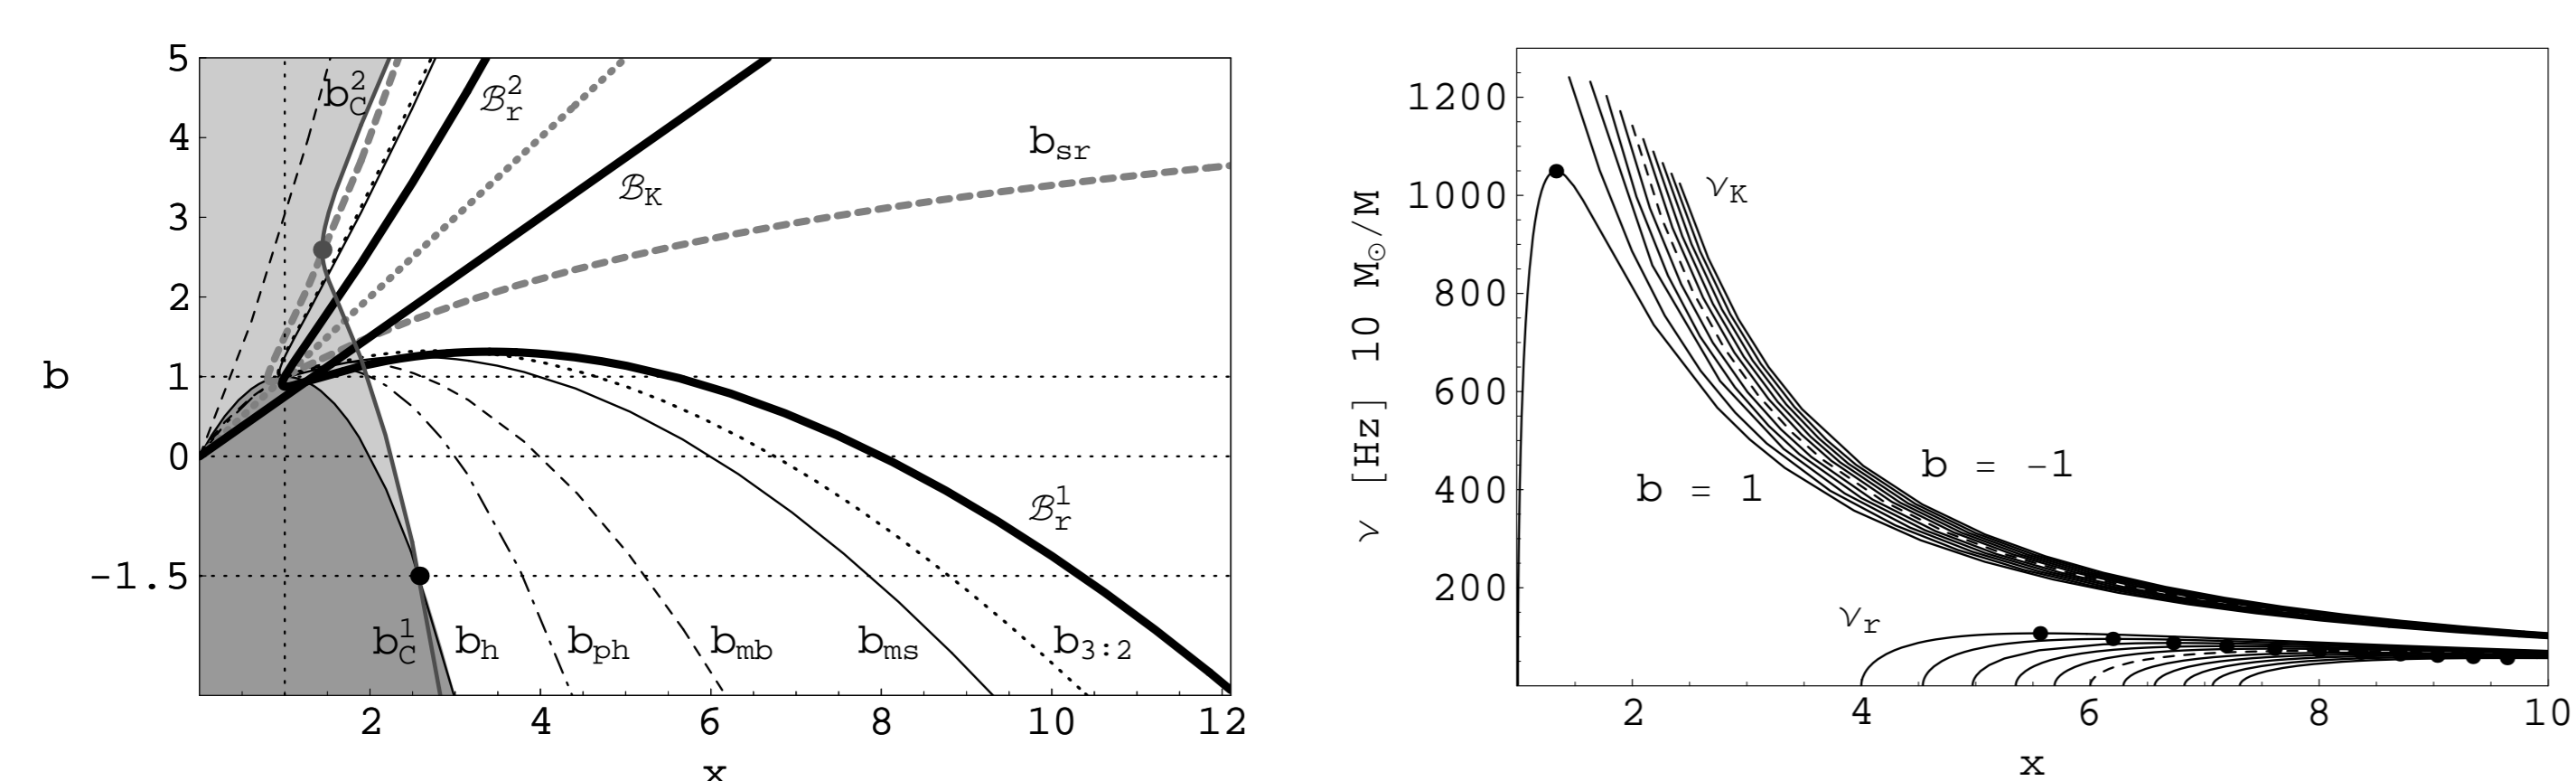 b
5
4
3
2
1
0
-1.5
2
4
6
8
10
12
x
b_C^2
ℬ_r^2
ℬ_K
b_sr
ℬ_r^1
b_C^1
b_h
b_ph
b_mb
b_ms
b_3:2
ν [Hz] 10 M_⊙/M
1200
1000
800
600
400
200
2
4
6
8
10
x
ν_K
b = 1
b = -1
ν_r